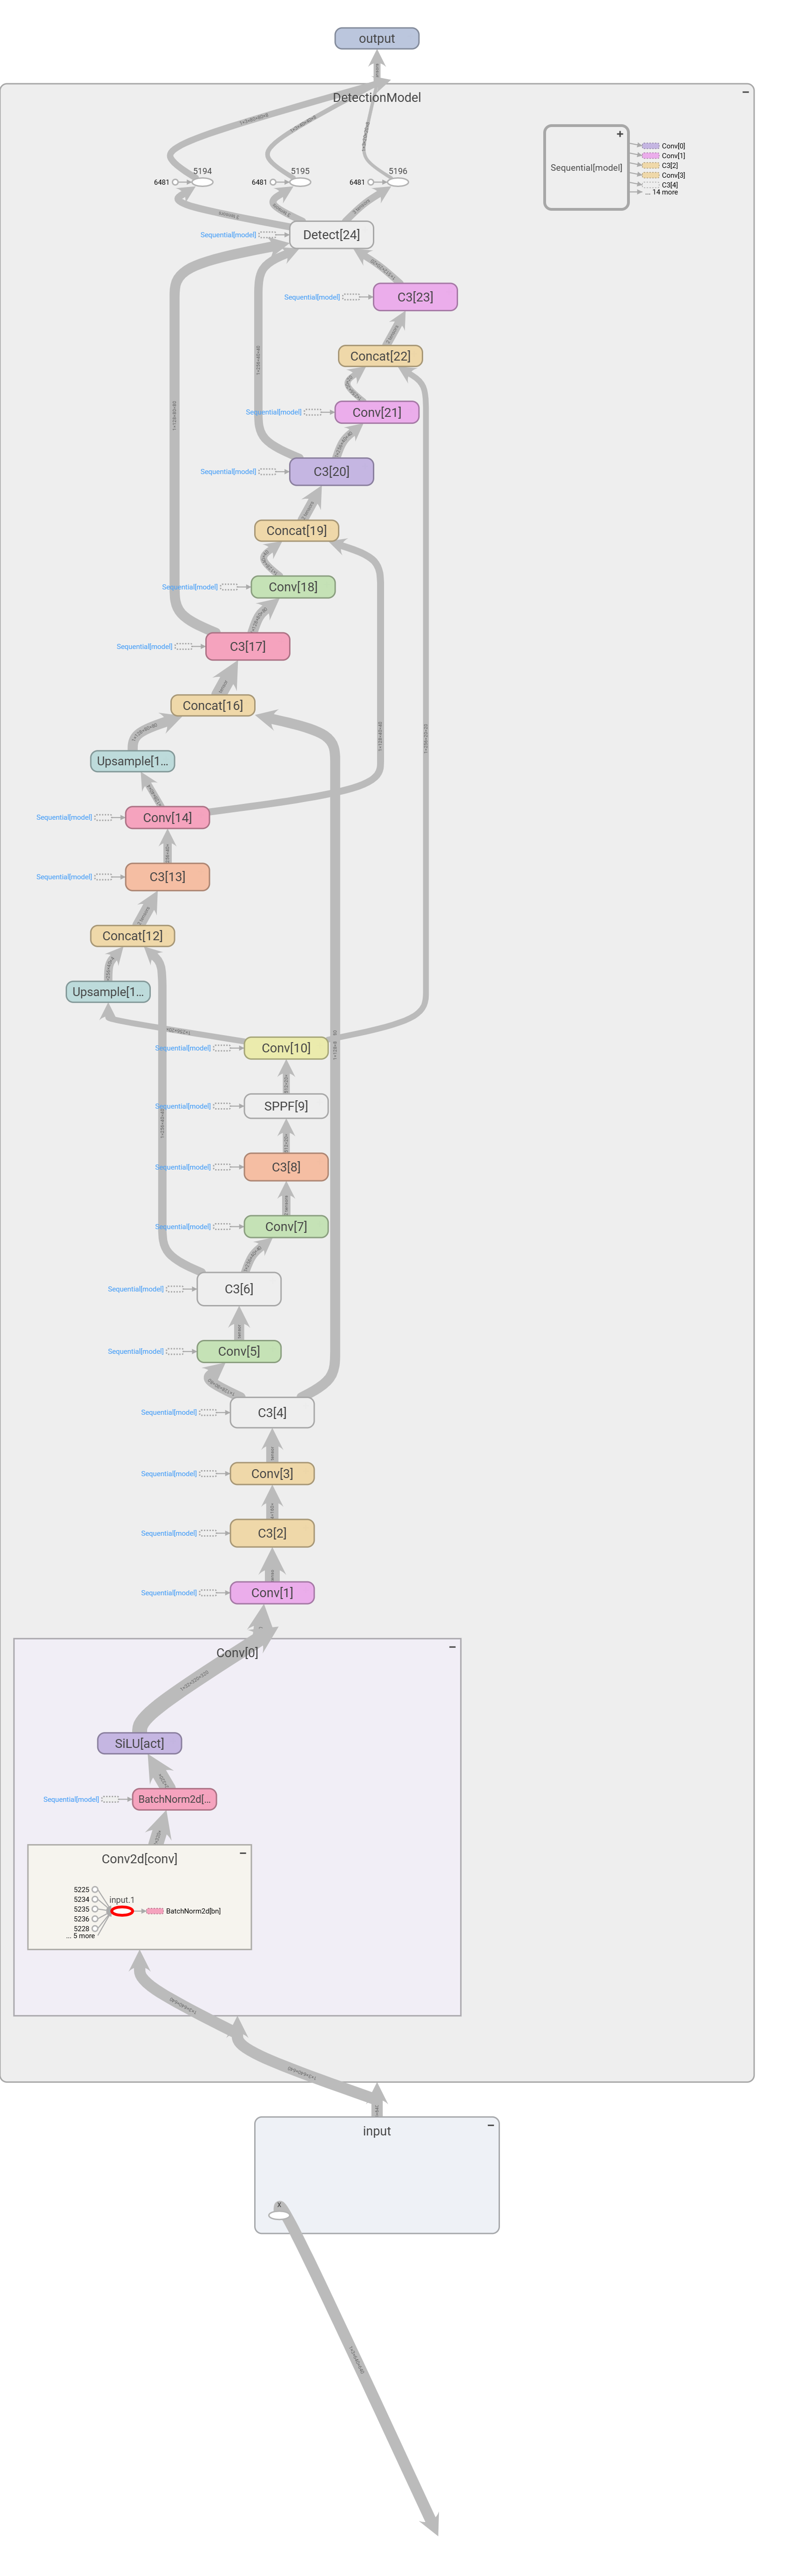 output
DetectionModel
Sequential[model]
Conv[0]
Conv[1]
C3[2]
Conv[3]
C3[4]
... 14 more
5194
5195
5196
6481
6481
6481
Sequential[model]
Detect[24]
Sequential[model]
C3[23]
Concat[22]
Sequential[model]
Conv[21]
Sequential[model]
C3[20]
Concat[19]
Sequential[model]
Conv[18]
Sequential[model]
C3[17]
Concat[16]
Upsample[1...
Sequential[model]
Conv[14]
Sequential[model]
C3[13]
Concat[12]
Upsample[1...
Sequential[model]
Conv[10]
Sequential[model]
SPPF[9]
Sequential[model]
C3[8]
Sequential[model]
Conv[7]
Sequential[model]
C3[6]
Sequential[model]
Conv[5]
Sequential[model]
C3[4]
Sequential[model]
Conv[3]
Sequential[model]
C3[2]
Sequential[model]
Conv[1]
Conv[0]
SiLU[act]
Sequential[model]
BatchNorm2d[...
Conv2d[conv]
5225
5234
5235
5236
5228
... 5 more
input.1
BatchNorm2d[bn]
input
x